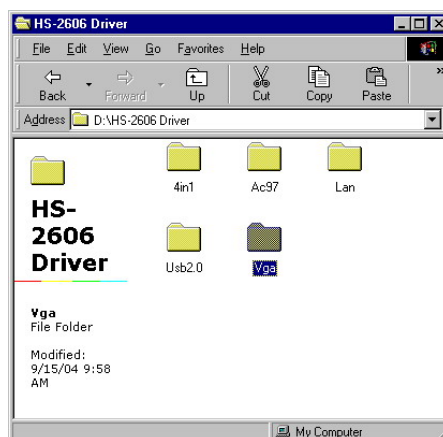 HS-2606 Driver
File Edit View Go Favorites Help
Back Forward Up Cut Copy Paste »
Address D:\HS-2606 Driver
HS-
2606
Driver
Vga
File Folder
Modified:
9/15/04 9:58
AM
4in1 Ac97 Lan
Usb2.0 Vga
My Computer